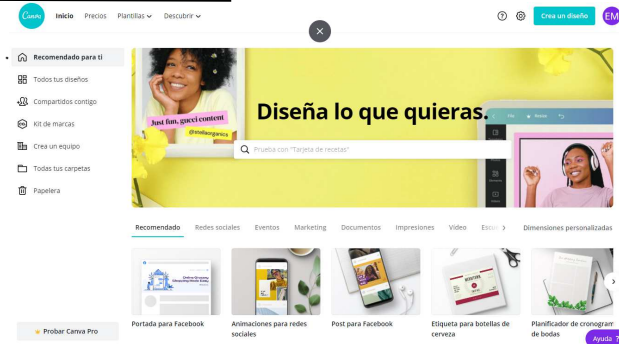 Canva
Inicio Precios Plantillas Descubrir
Crea un diseño
EM
Recomendado para ti
Todos tus diseños
Compartidos contigo
Kit de marcas
Crea un equipo
Todas tus carpetas
Papelera
Probar Canva Pro
Just fun, gucci content
@stellaorganics
Diseña lo que quieras.
Prueba con "Tarjeta de recetas"
Recomendado Redes sociales Eventos Marketing Documentos Impresiones Video Dimensiones personalizadas
Portada para Facebook
Animaciones para redes
sociales
Post para Facebook
Etiqueta para botellas de
cerveza
Planificador de cronogram
de bodas
Ayuda ?